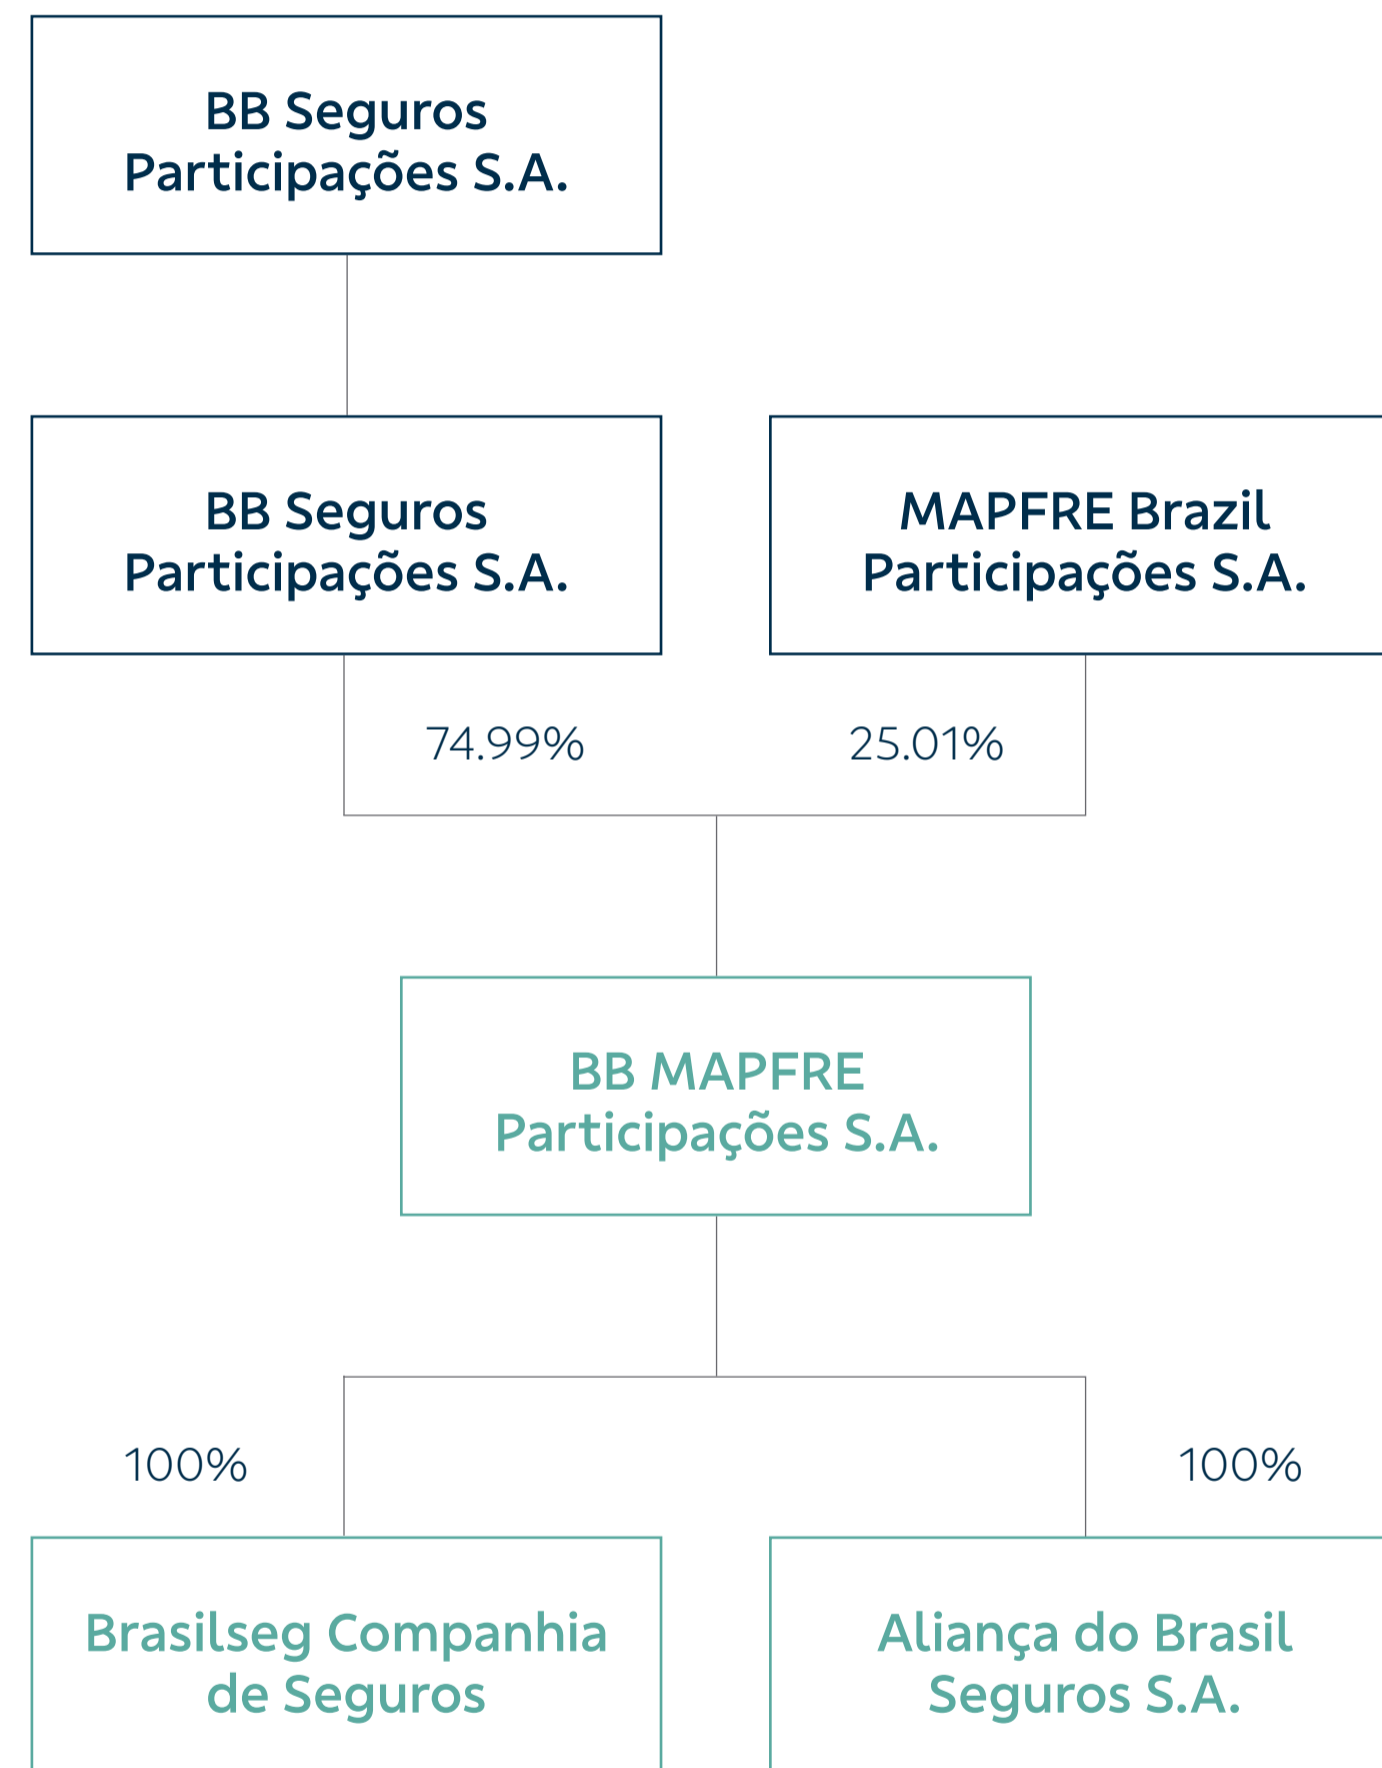 BB Seguros
Participações S.A.
BB Seguros
Participações S.A.
MAPFRE Brazil
Participações S.A.
74.99%
25.01%
BB MAPFRE
Participações S.A.
100%
100%
Brasilseg Companhia
de Seguros
Aliança do Brasil
Seguros S.A.